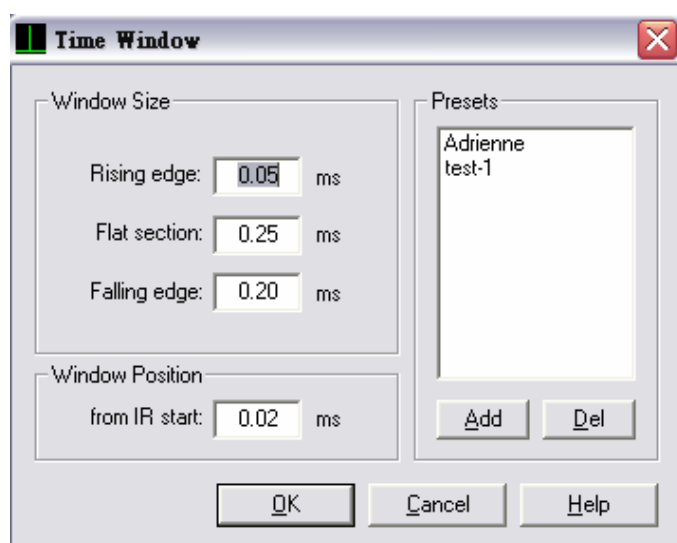 Time Window
Window Size
Rising edge: 0.05 ms
Flat section: 0.25 ms
Falling edge: 0.20 ms
Window Position
from IR start: 0.02 ms
Presets
Adrienne
test-1
Add Del
OK Cancel Help